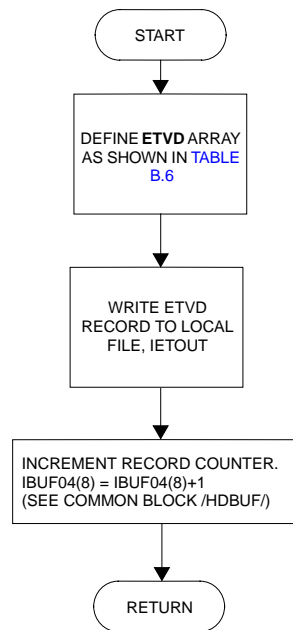 START
DEFINE ETVD ARRAY
AS SHOWN IN TABLE
B.6
WRITE ETVD
RECORD TO LOCAL
FILE, IETOUT
INCREMENT RECORD COUNTER.
IBUF04(8) = IBUF04(8)+1
(SEE COMMON BLOCK /HDBUF/)
RETURN